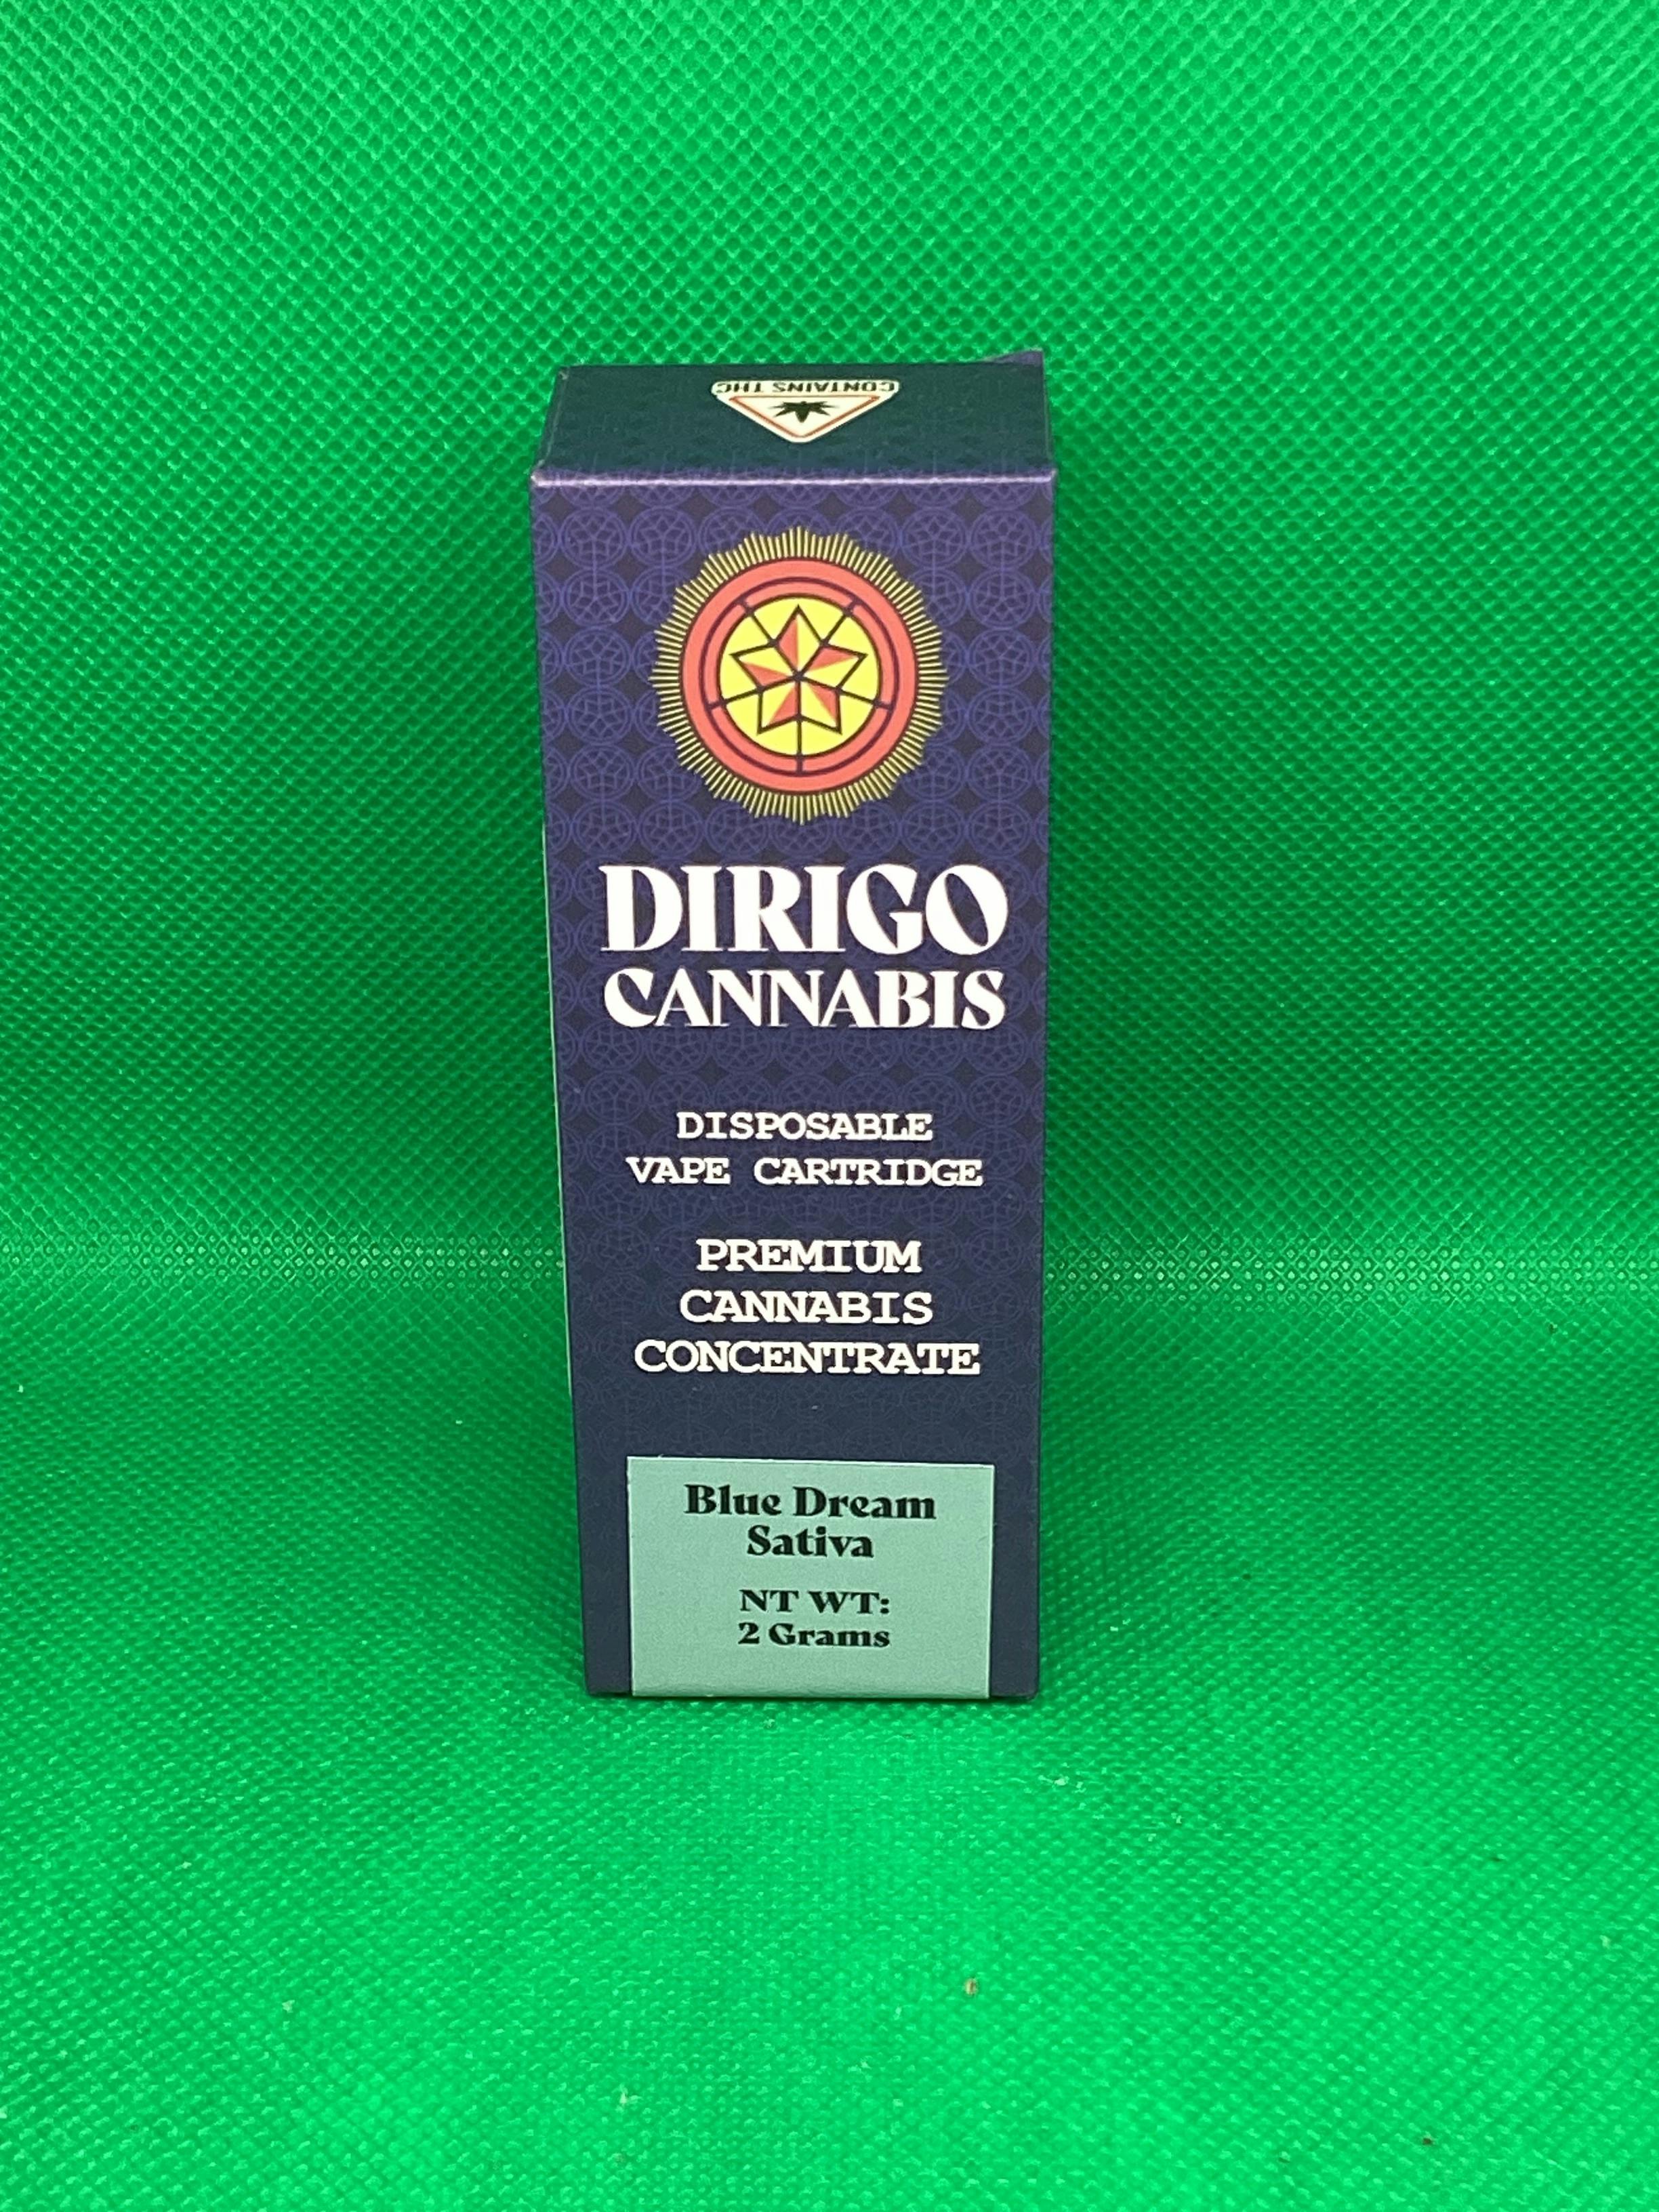 CONTAINS THC
DIRIGO
CANNABIS
DISPOSABLE
VAPE CARTRIDGE
PREMIUM
CANNABIS
CONCENTRATE
Blue Dream
Sativa
NT WT:
2 Grams